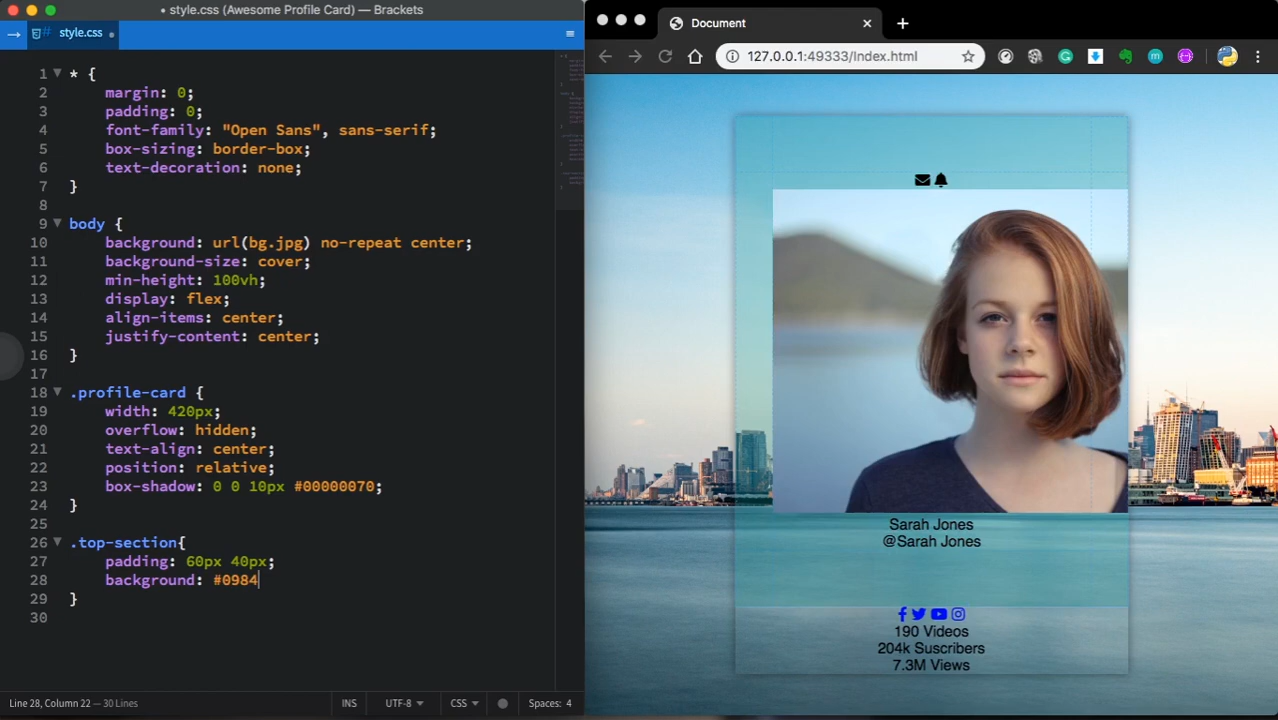 • style.css (Awesome Profile Card) — Brackets
style.css •
1 * {
2 margin: 0;
3 padding: 0;
4 font-family: "Open Sans", sans-serif;
5 box-sizing: border-box;
6 text-decoration: none;
7 }
8
9 body {
10 background: url(bg.jpg) no-repeat center;
11 background-size: cover;
12 min-height: 100vh;
13 display: flex;
14 align-items: center;
15 justify-content: center;
16 }
17
18 .profile-card {
19 width: 420px;
20 overflow: hidden;
21 text-align: center;
22 position: relative;
23 box-shadow: 0 0 10px #00000070;
24 }
25
26 .top-section{
27 padding: 60px 40px;
28 background: #0984
29 }
30
Line 28, Column 22 — 30 Lines
INS
UTF-8
CSS
Spaces: 4
Document
127.0.0.1:49333/index.html
Sarah Jones
@Sarah Jones
190 Videos
204k Suscribers
7.3M Views